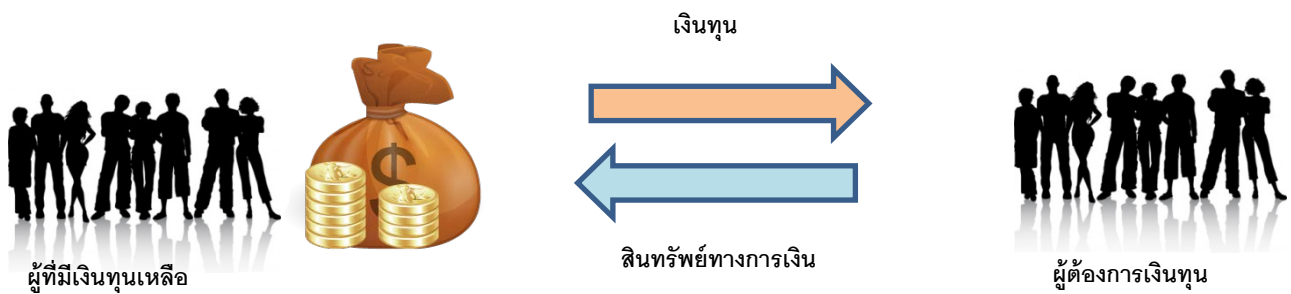 เงินทุน
$
สินทรัพย์ทางการเงิน
ผู้ที่มีเงินทุนเหลือ
ผู้ต้องการเงินทุน